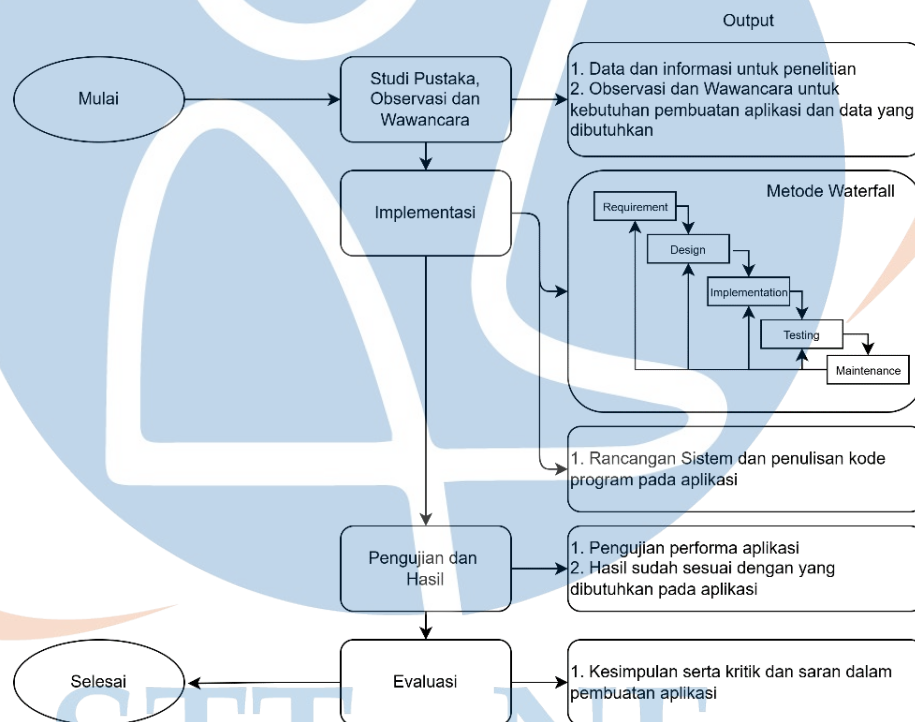 Output
Mulai
Studi Pustaka,
Observasi dan
Wawancara
1. Data dan informasi untuk penelitian
2. Observasi dan Wawancara untuk
kebutuhan pembuatan aplikasi dan data yang
dibutuhkan
Implementasi
Metode Waterfall
Requirement
Design
Implementation
Testing
Maintenance
1. Rancangan Sistem dan penulisan kode
program pada aplikasi
Pengujian dan
Hasil
1. Pengujian performa aplikasi
2. Hasil sudah sesuai dengan yang
dibutuhkan pada aplikasi
Selesai
Evaluasi
1. Kesimpulan serta kritik dan saran dalam
pembuatan aplikasi